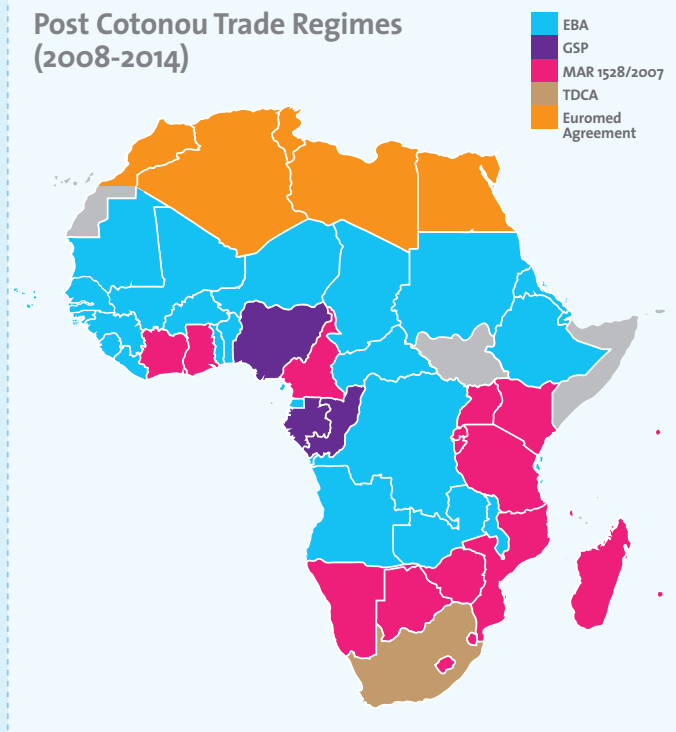 Post Cotonou Trade Regimes
(2008-2014)
EBA
GSP
MAR 1528/2007
TDCA
Euromed
Agreement